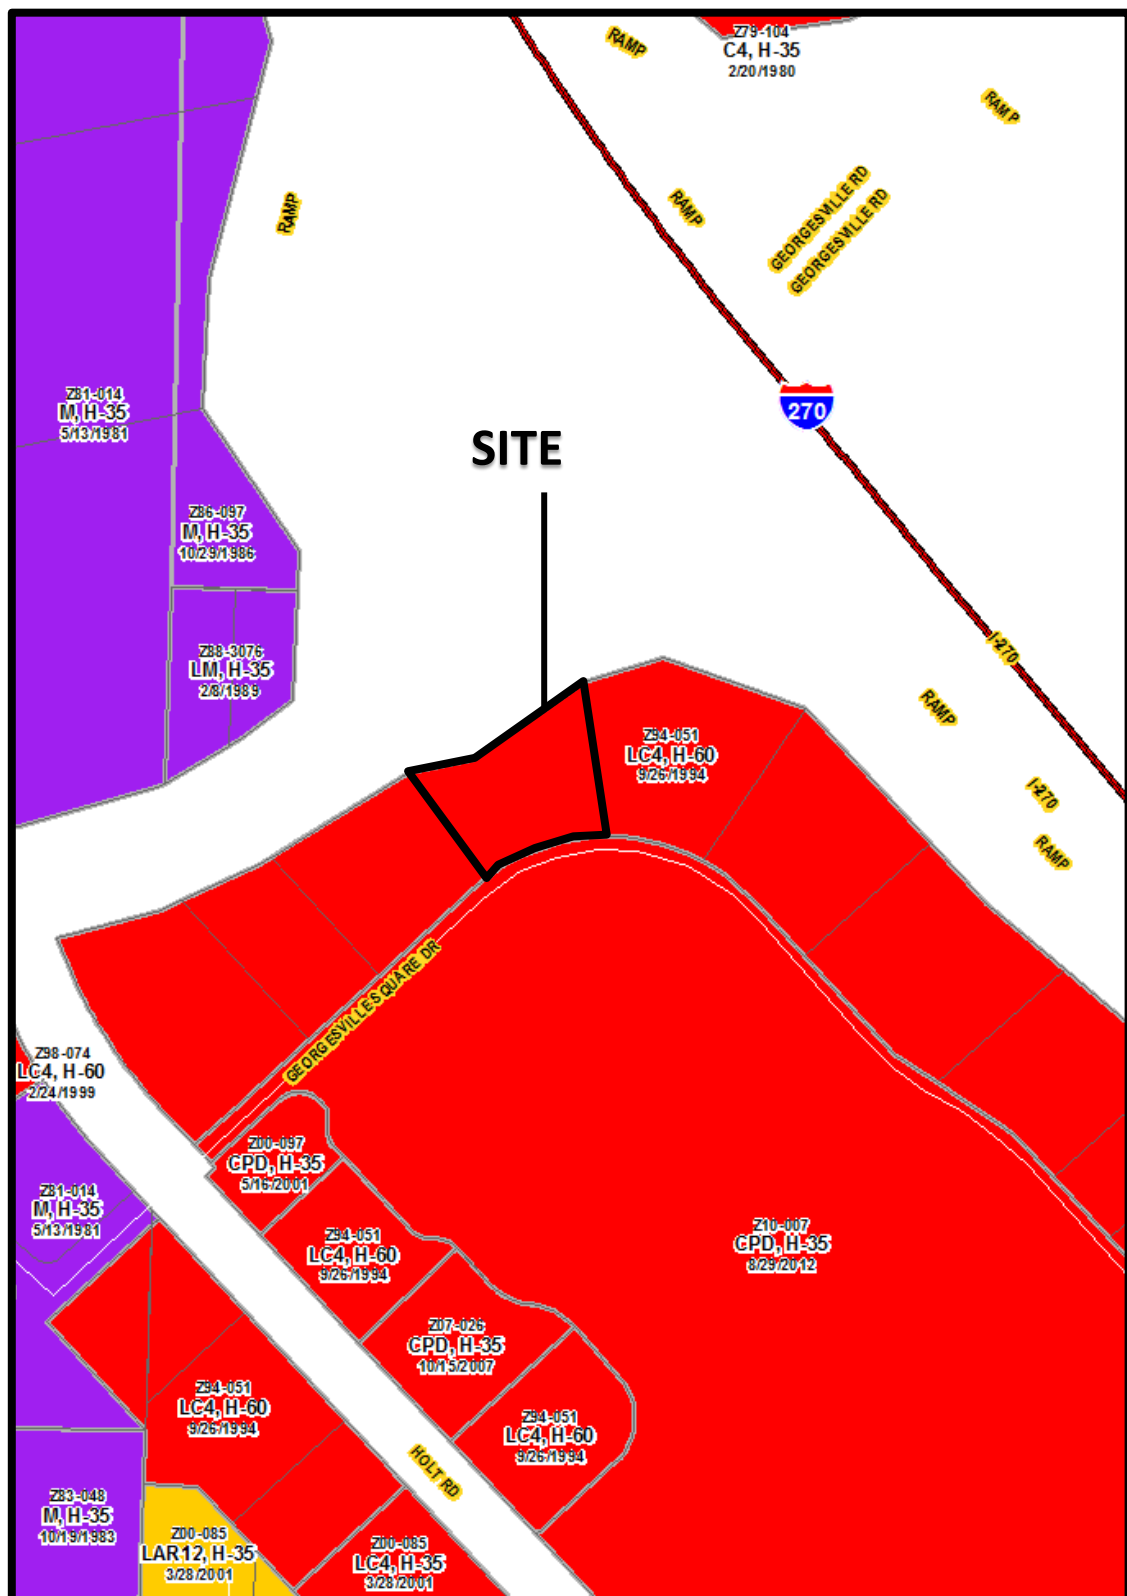 RAMP
Z79-104
C4, H-35
2/20/1980
RAMP
RAMP
RAMP
GEORGESVILLE RD
GEORGESVILLE RD
Z81-014
M, H-35
5/13/1981
270
SITE
Z86-097
M, H-35
10/29/1986
Z88-3076
LM, H-35
2/8/1989
I-270
RAMP
Z94-051
LC4, H-60
9/26/1994
I-270
RAMP
GEORGESVILLE SQUARE DR
Z98-074
LC4, H-60
2/24/1999
Z00-097
CPD, H-35
5/16/2001
Z81-014
M, H-35
5/13/1981
Z94-051
LC4, H-60
9/26/1994
Z10-007
CPD, H-35
8/29/2012
Z07-026
CPD, H-35
10/15/2007
Z94-051
LC4, H-60
9/26/1994
Z94-051
LC4, H-60
9/26/1994
HOLT RD
Z83-048
M, H-35
10/19/1983
Z00-085
LAR12, H-35
3/28/2001
Z00-085
LC4, H-35
3/28/2001